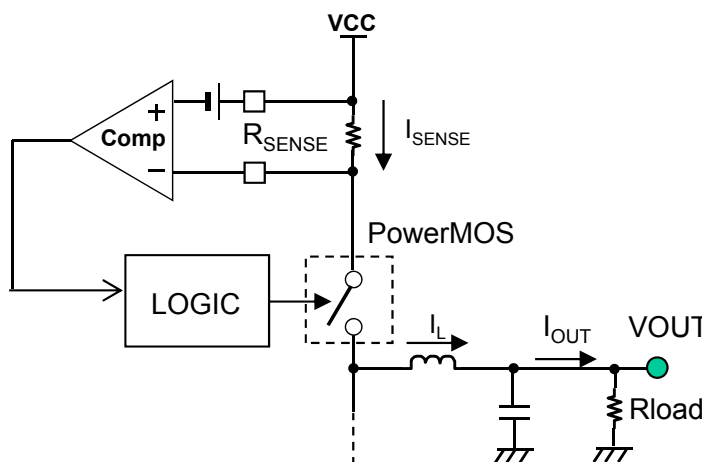 VCC
+
Comp
−
R_SENSE
I_SENSE
PowerMOS
LOGIC
I_L
I_OUT
VOUT
Rload